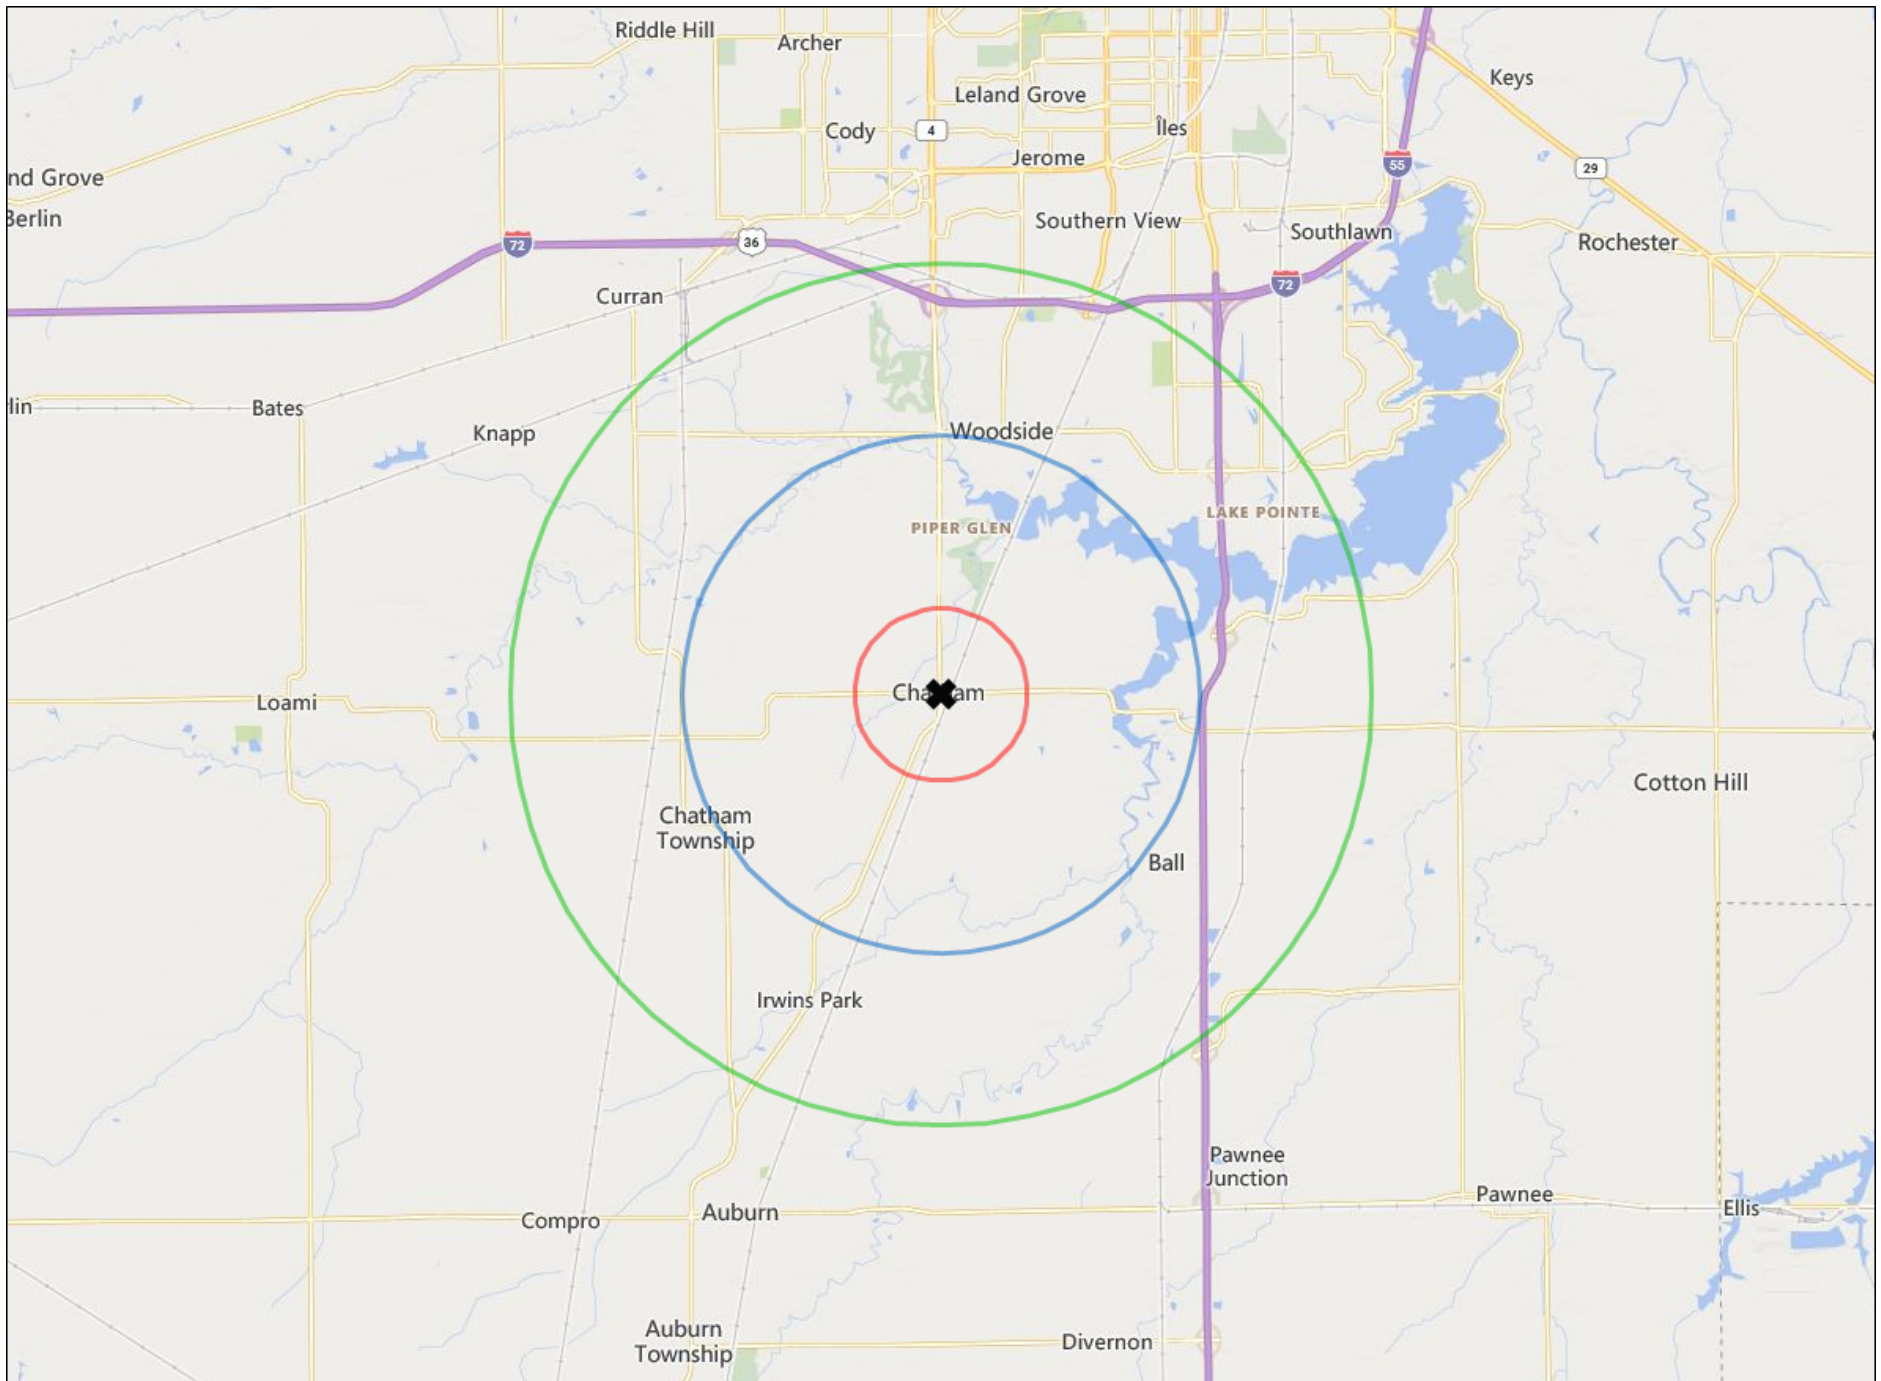 Riddle Hill
Archer
Keys
Leland Grove
Cody
4
Îles
Jerome
55
29
nd Grove
Berlin
Southern View
Southlawn
Rochester
72
36
72
Curran
lin
Bates
Knapp
Woodside
LAKE POINTE
PIPER GLEN
Loami
Chatham
Cotton Hill
Chatham
Township
Ball
Irwins Park
Pawnee
Junction
Pawnee
Compro
Auburn
Ellis
Auburn
Township
Divernon